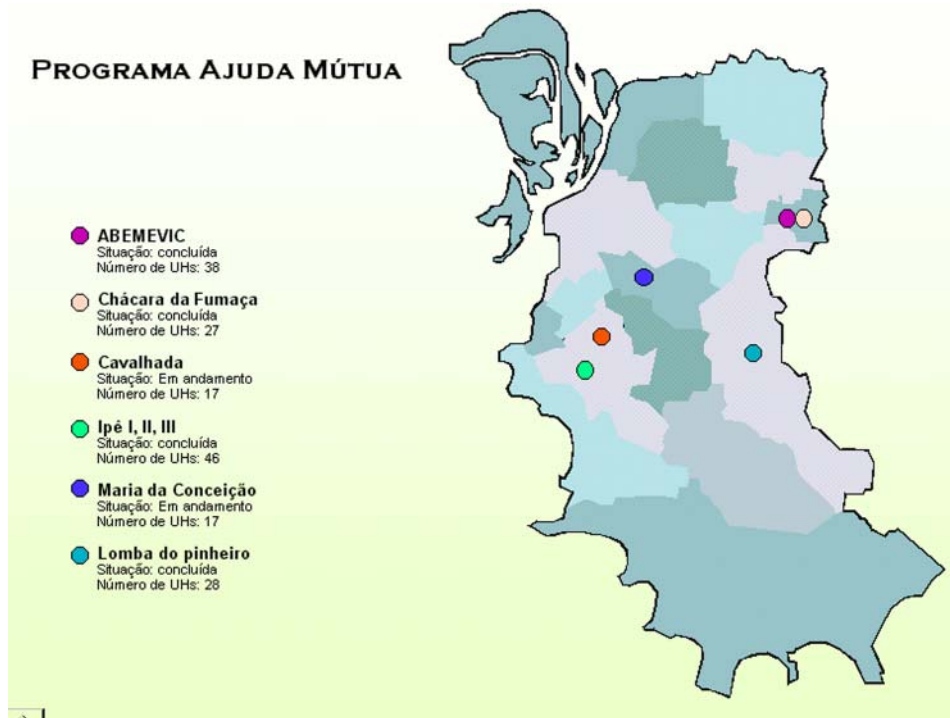 PROGRAMA AJUDA MÚTUA
ABEMEVIC
Situação: concluída
Número de UHs: 38
Chácara da Fumaça
Situação: concluída
Número de UHs: 27
Cavalhada
Situação: Em andamento
Número de UHs: 17
Ipé I, II, III
Situação: concluída
Número de UHs: 46
Maria da Conceição
Situação: Em andamento
Número de UHs: 17
Lomba do pinheiro
Situação: concluída
Número de UHs: 28